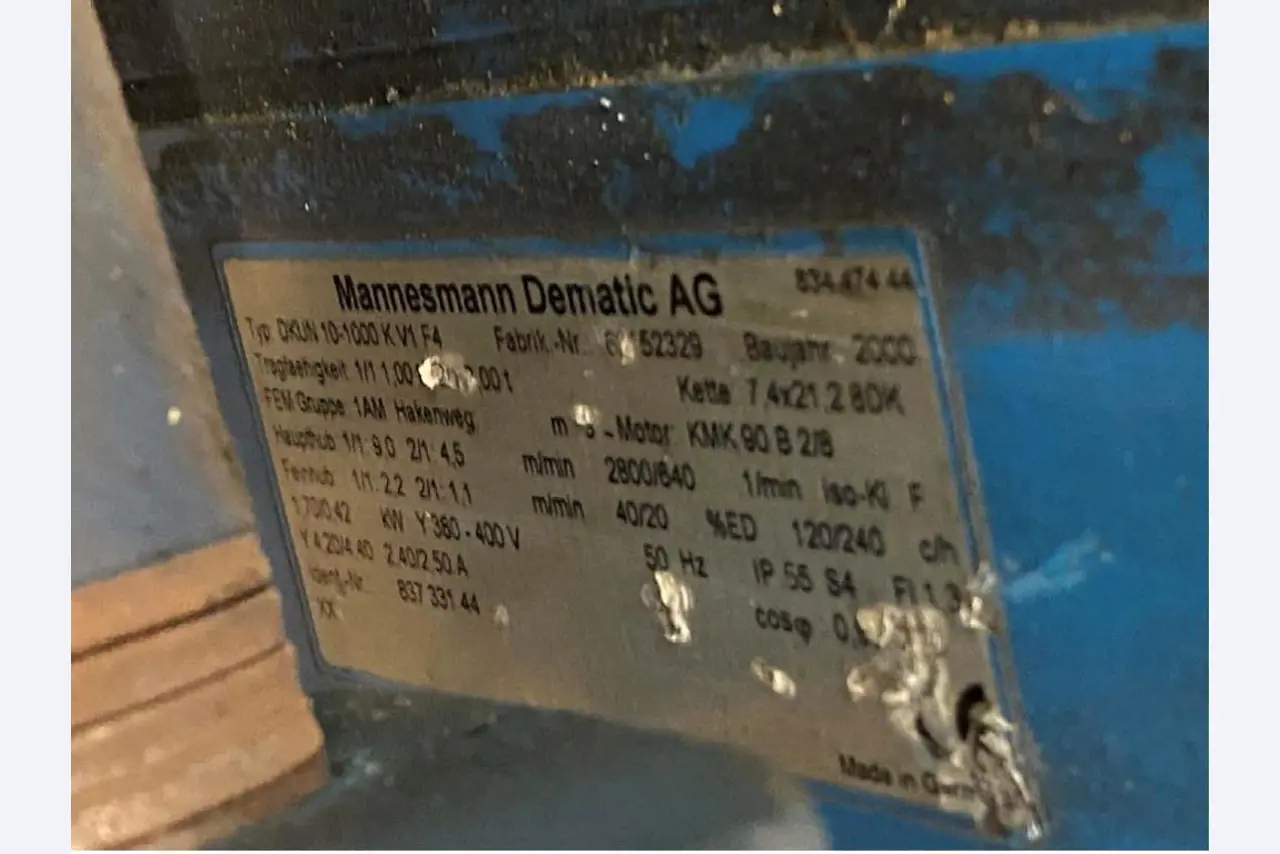 Mannesmann Dematic AG 834 474 44
Typ DKUN 10-1000 K V1 F4 Fabrik.-Nr. 52329 Baujahr 2000
Tragfaehigkeit 1/1 1,00 t Kette 7,4x21,2 8DK
FEM Gruppe 1AM Hakenweg m - Motor KMK 90 B 2/8
Haupthub 1/1: 9,0 2/1: 4,5 m/min 2800/640 1/min Iso-Kl F
Feinhub 1/1: 2,2 2/1: 1,1 m/min 40/20 %ED 120/240 c/h
1,70/0,42 kW Y 380 - 400 V 50 Hz IP 55 S4
Y 4,20/4,40 2,40/2,50 A cosφ
Ident.-Nr. 837 331 44
XX
Made in